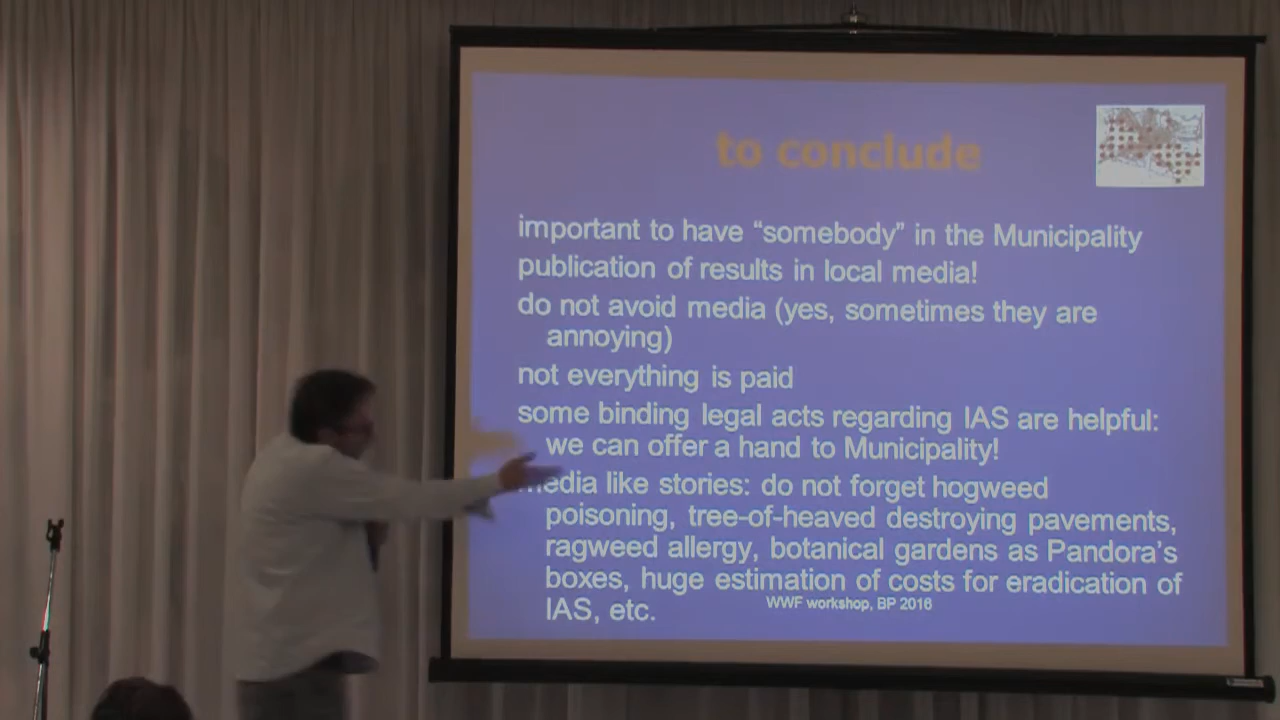 to conclude
important to have “somebody” in the Municipality
publication of results in local media!
do not avoid media (yes, sometimes they are
annoying)
not everything is paid
some binding legal acts regarding IAS are helpful:
we can offer a hand to Municipality!
media like stories: do not forget hogweed
poisoning, tree-of-heaved destroying pavements,
ragweed allergy, botanical gardens as Pandora’s
boxes, huge estimation of costs for eradication of
IAS, etc.
WWF workshop, BP 2016